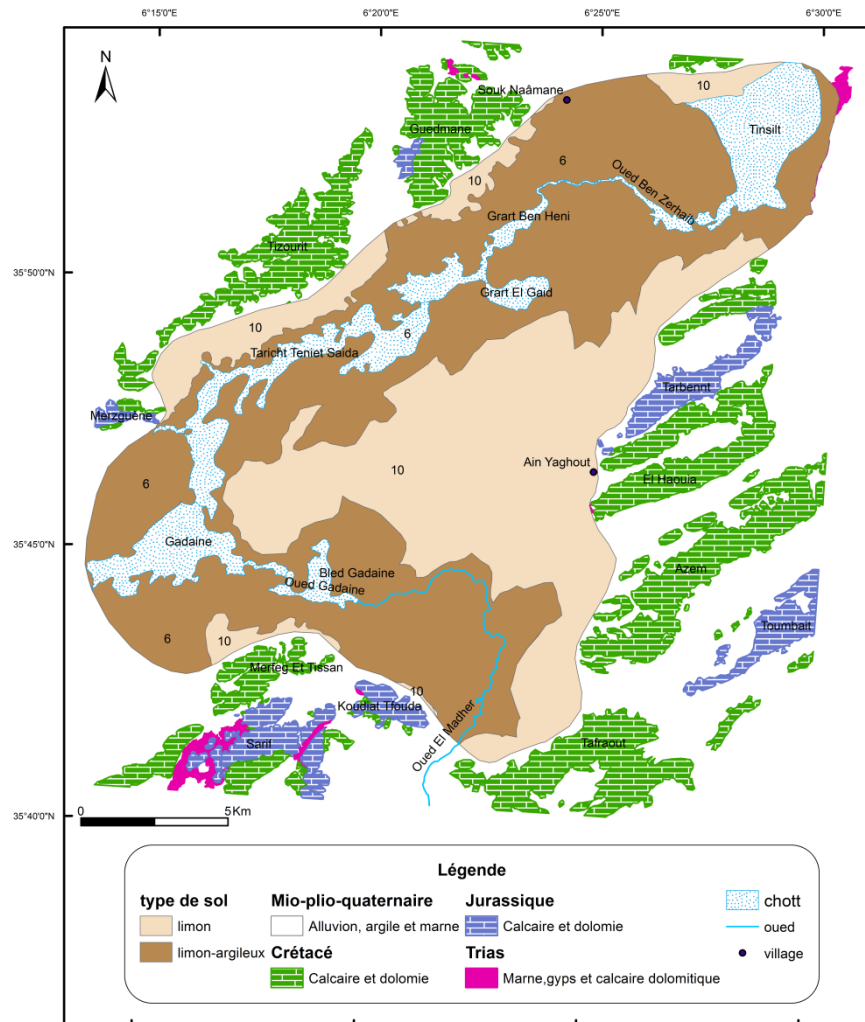 6°15'0"E
6°20'0"E
6°25'0"E
6°30'0"E
N
Souk Naâmane
10
Tinsilt
Guedmane
10
6
Oued Ben Zerhaib
Grart Ben Heni
Tizourit
35°50'0"N
Grart El Gaid
10
6
Taricht Teniet Saida
Tarbennt
Merzguene
Ain Yaghout
10
El Haouia
6
35°45'0"N
Gadaine
Bled Gadaine
Oued Gadaine
Azem
Toumbait
6
10
Merfeg Et Tissan
10
Koudiat Tfouda
Oued El Madher
Sarif
Tafraout
35°40'0"N
0
5Km
Légende
type de sol
limon
limon-argileux
Mio-plio-quaternaire
Alluvion, argile et marne
Crétacé
Calcaire et dolomie
Jurassique
Calcaire et dolomie
Trias
Marne,gyps et calcaire dolomitique
chott
oued
village